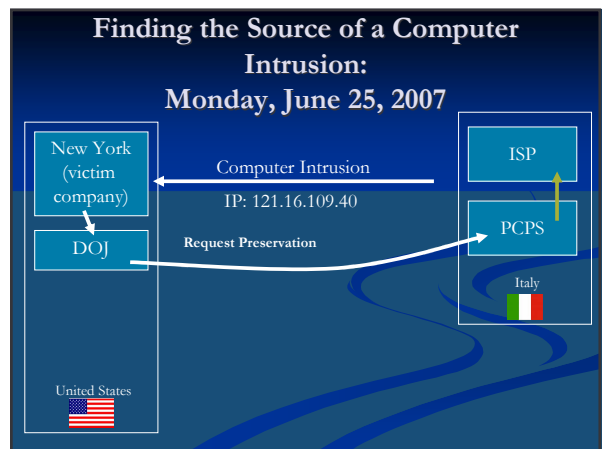 Finding the Source of a Computer
Intrusion:
Monday, June 25, 2007
New York
(victim
company)
Computer Intrusion
IP: 121.16.109.40
ISP
DOJ
Request Preservation
PCPS
Italy
United States